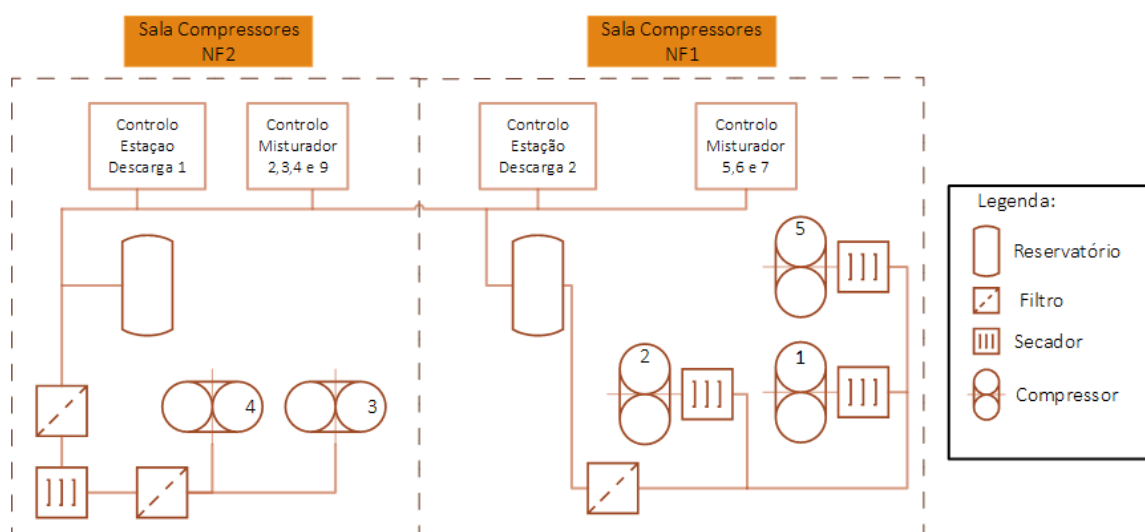 Sala Compressores
NF2
Sala Compressores
NF1
Controlo
Estaçao
Descarga 1
Controlo
Misturador
2,3,4 e 9
Controlo
Estação
Descarga 2
Controlo
Misturador
5,6 e 7
5
2
1
4
3
Legenda:
Reservatório
Filtro
Secador
Compressor